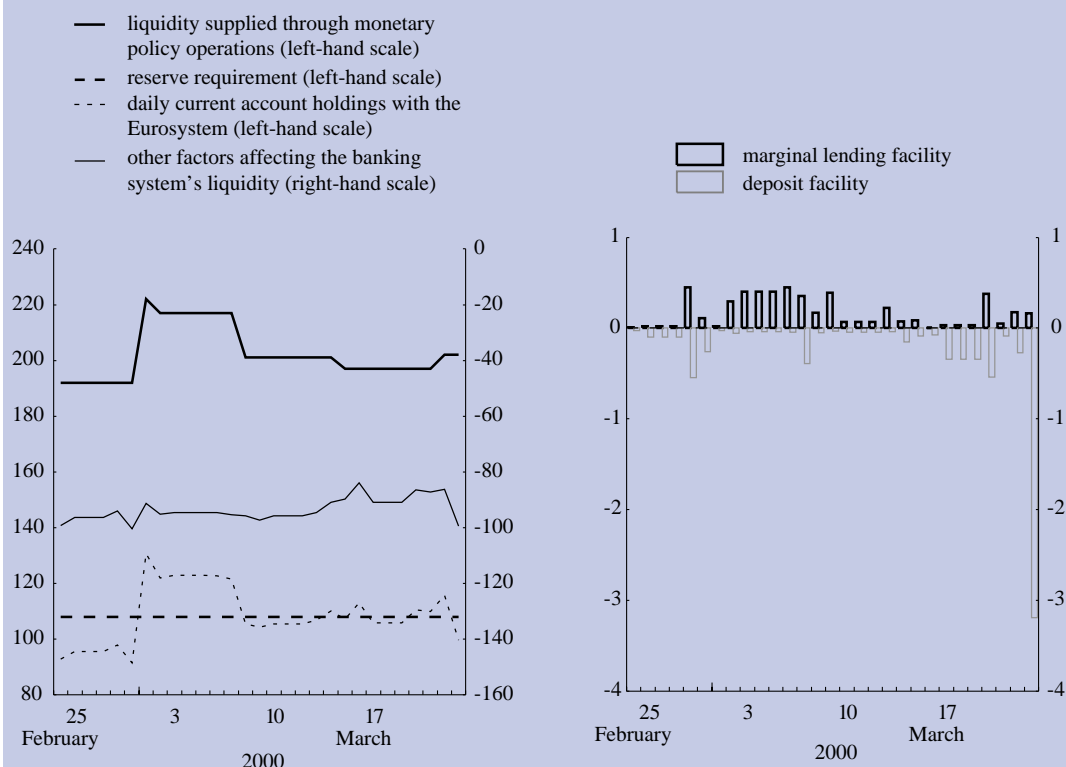 liquidity supplied through monetary
policy operations (left-hand scale)
reserve requirement (left-hand scale)
daily current account holdings with the
Eurosystem (left-hand scale)
other factors affecting the banking
system's liquidity (right-hand scale)
240
220
200
180
160
140
120
100
80
0
-20
-40
-60
-80
-100
-120
-140
-160
25 3 10 17
February March
2000
marginal lending facility
deposit facility
1
0
-1
-2
-3
-4
1
0
-1
-2
-3
-4
25 3 10 17
February March
2000